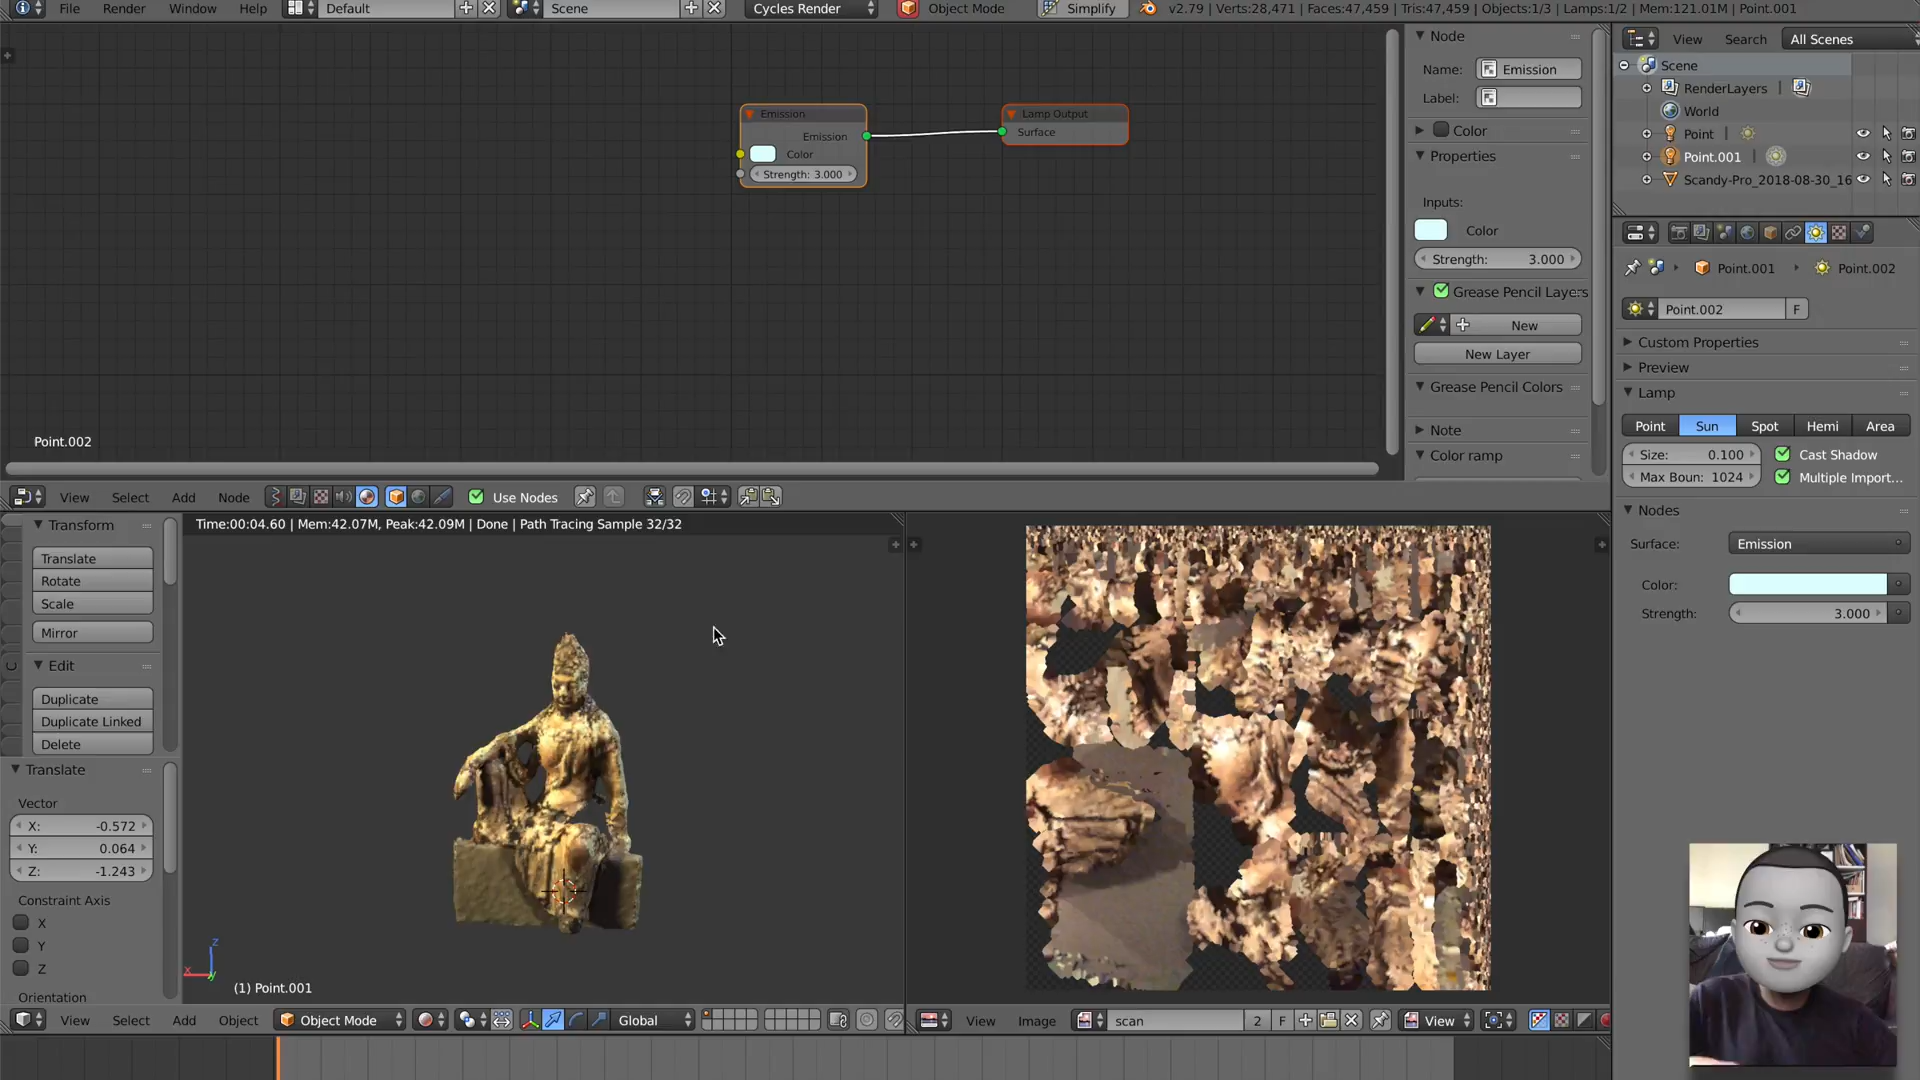 File Render Window Help Default Scene Cycles Render Object Mode Simplify v2.79 | Verts:28,471 | Faces:47,459 | Tris:47,459 | Objects:1/3 | Lamps:1/2 | Mem:121.01M | Point.001
Emission
Emission
Color
Strength: 3.000
Lamp Output
Surface
Point.002
Node
Name: Emission
Label:
Color
Properties
Inputs:
Color
Strength: 3.000
Grease Pencil Layers
New
New Layer
Grease Pencil Colors
Note
Color ramp
View Search All Scenes
Scene
RenderLayers
World
Point
Point.001
Scandy-Pro_2018-08-30_16
Point.001 Point.002
Point.002 F
Custom Properties
Preview
Lamp
Point Sun Spot Hemi Area
Size: 0.100 Cast Shadow
Max Boun: 1024 Multiple Import...
Nodes
Surface: Emission
Color:
Strength: 3.000
View Select Add Node Use Nodes
Transform
Translate
Rotate
Scale
Mirror
Edit
Duplicate
Duplicate Linked
Delete
Translate
Vector
X: -0.572
Y: 0.064
Z: -1.243
Constraint Axis
X
Y
Z
Orientation
Time:00:04.60 | Mem:42.07M, Peak:42.09M | Done | Path Tracing Sample 32/32
z
x
y
(1) Point.001
View Select Add Object Object Mode Global
View Image scan 2 F View